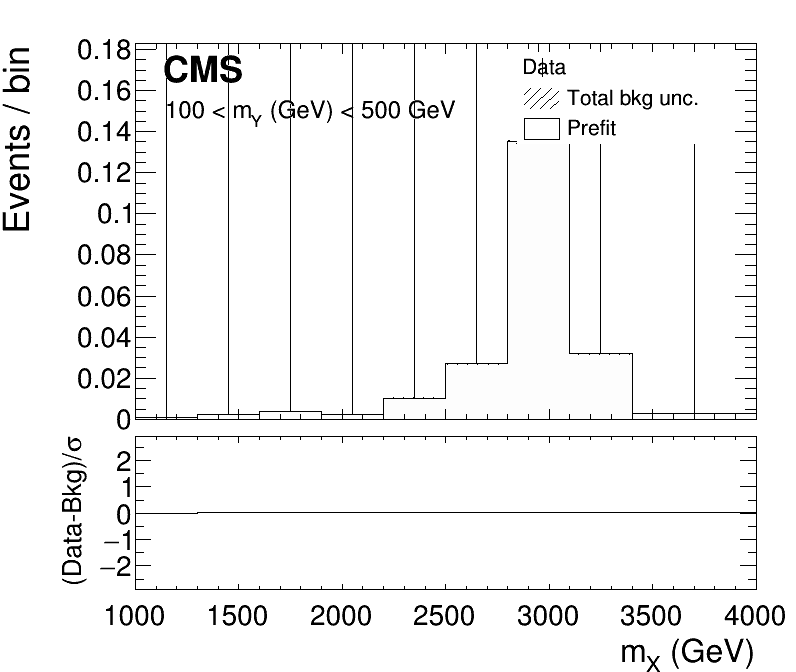 Events / bin
0.18
0.16
0.14
0.12
0.1
0.08
0.06
0.04
0.02
0
CMS
100 < mY (GeV) < 500 GeV
Data
Total bkg unc.
Prefit
(Data-Bkg)/σ
2
1
0
−1
−2
1000 1500 2000 2500 3000 3500 4000
mX (GeV)